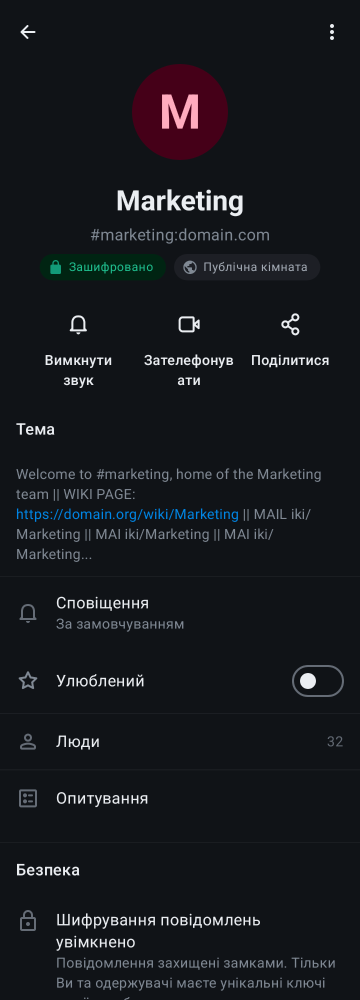 M
Marketing
#marketing:domain.com
Зашифровано
Публічна кімната
Вимкнути
звук
Зателефонув
ати
Поділитися
Тема
Welcome to #marketing, home of the Marketing
team || WIKI PAGE:
https://domain.org/wiki/Marketing || MAIL iki/
Marketing || MAI iki/Marketing || MAI iki/
Marketing...
Сповіщення
За замовчуванням
Улюблений
Люди
32
Опитування
Безпека
Шифрування повідомлень
увімкнено
Повідомлення захищені замками. Тільки
Ви та одержувачі маєте унікальні ключі